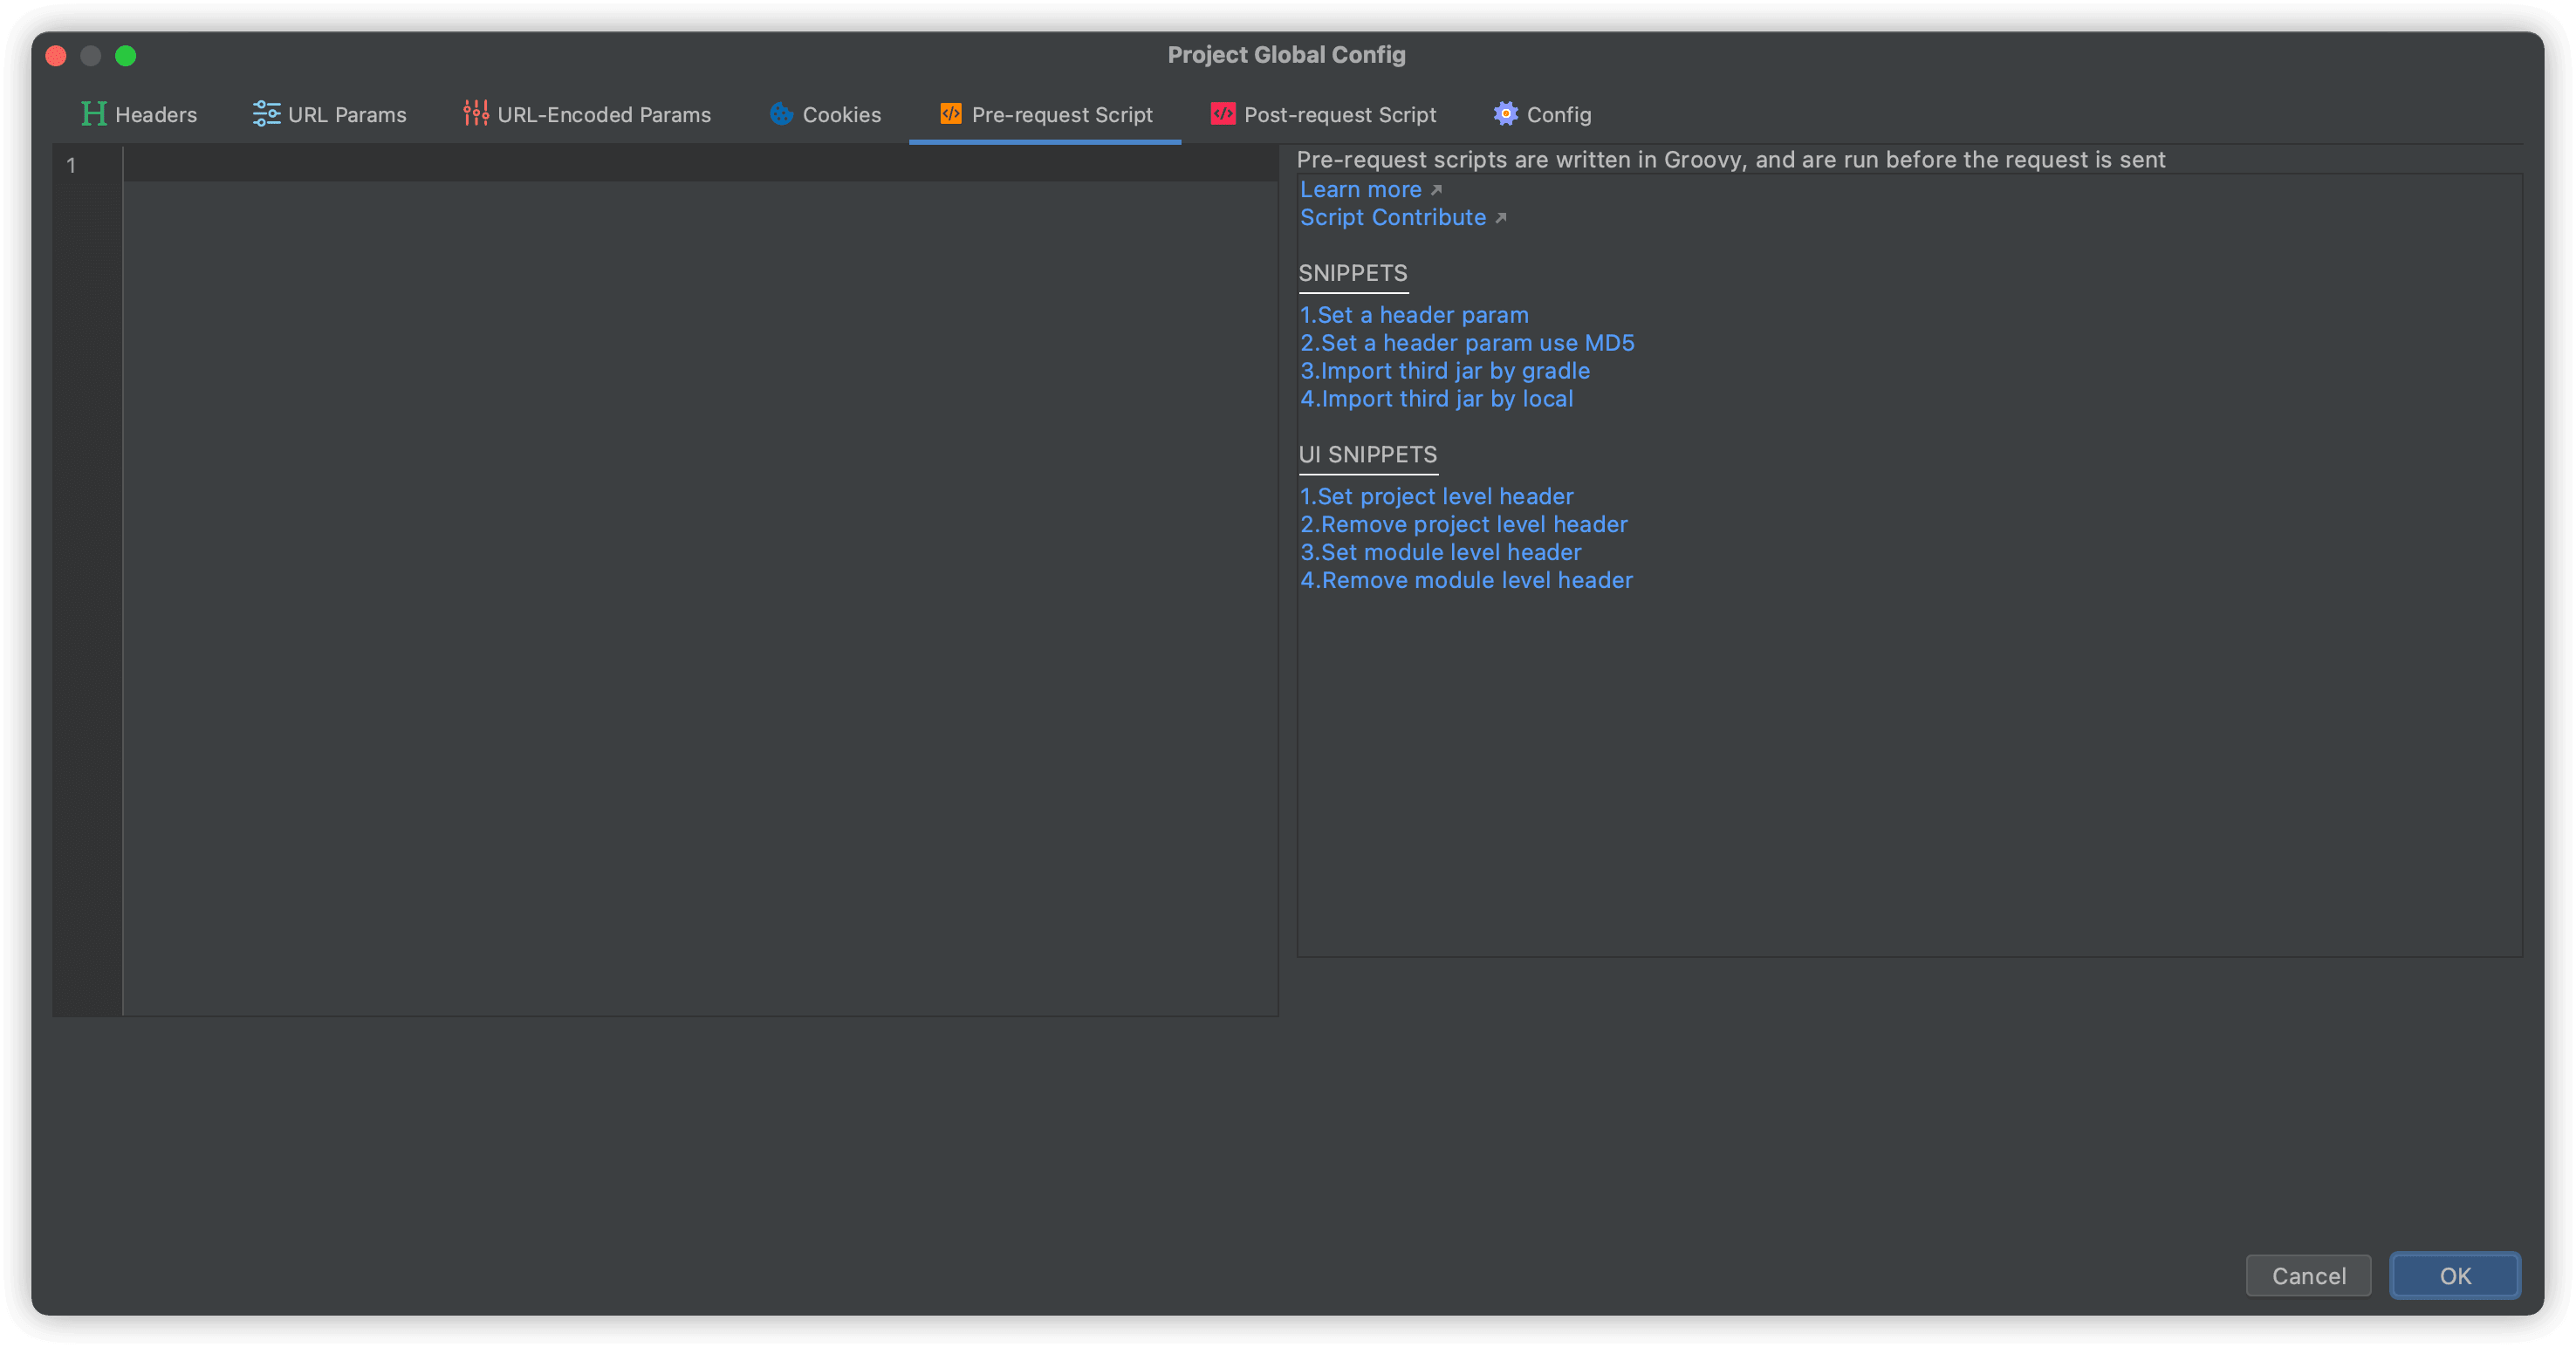 Project Global Config
Headers URL Params URL-Encoded Params Cookies Pre-request Script Post-request Script Config
1
Pre-request scripts are written in Groovy, and are run before the request is sent
Learn more
Script Contribute
SNIPPETS
1.Set a header param
2.Set a header param use MD5
3.Import third jar by gradle
4.Import third jar by local
UI SNIPPETS
1.Set project level header
2.Remove project level header
3.Set module level header
4.Remove module level header
Cancel OK